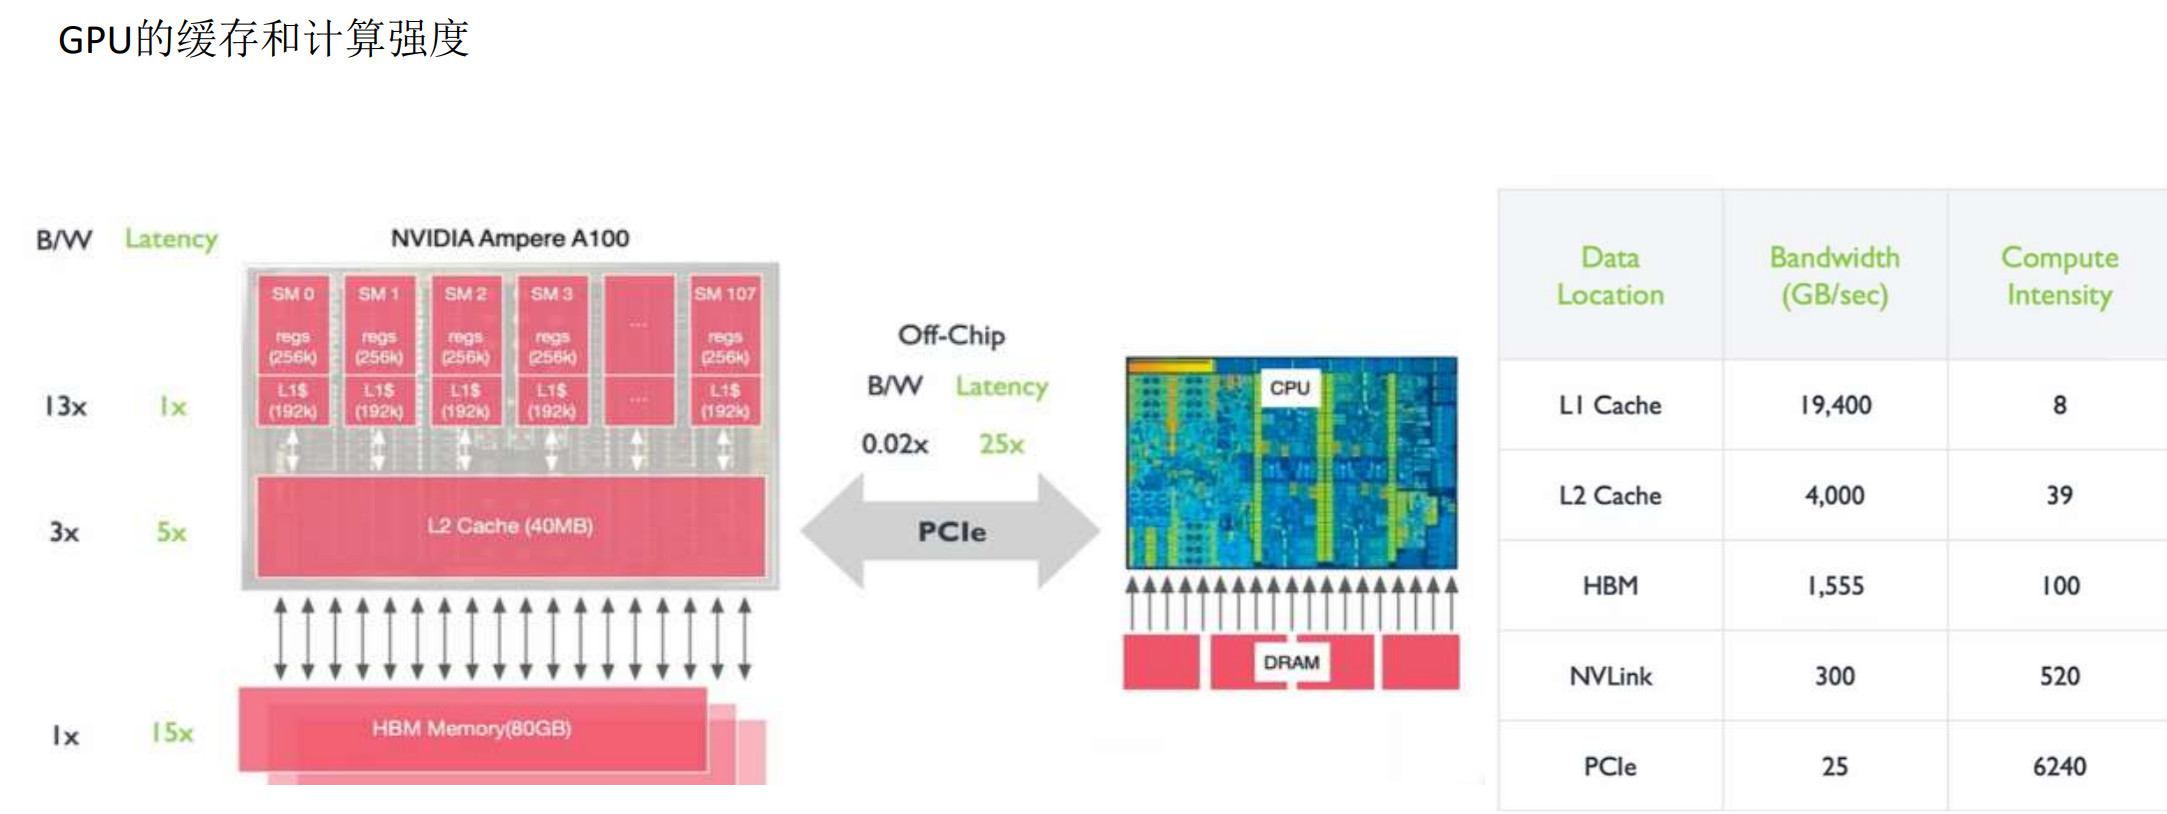 GPU的缓存和计算强度
B/W Latency
NVIDIA Ampere A100
SM 0 SM 1 SM 2 SM 3 ... SM 107
regs regs regs regs regs
(256k) (256k) (256k) (256k) (256k)
13x 1x
L1$ L1$ L1$ L1$ ... L1$
(192k) (192k) (192k) (192k) (192k)
3x 5x
L2 Cache (40MB)
1x 15x
HBM Memory(80GB)
Off-Chip
B/W Latency
0.02x 25x
PCIe
CPU
DRAM
Data Location Bandwidth (GB/sec) Compute Intensity
L1 Cache 19,400 8
L2 Cache 4,000 39
HBM 1,555 100
NVLink 300 520
PCIe 25 6240